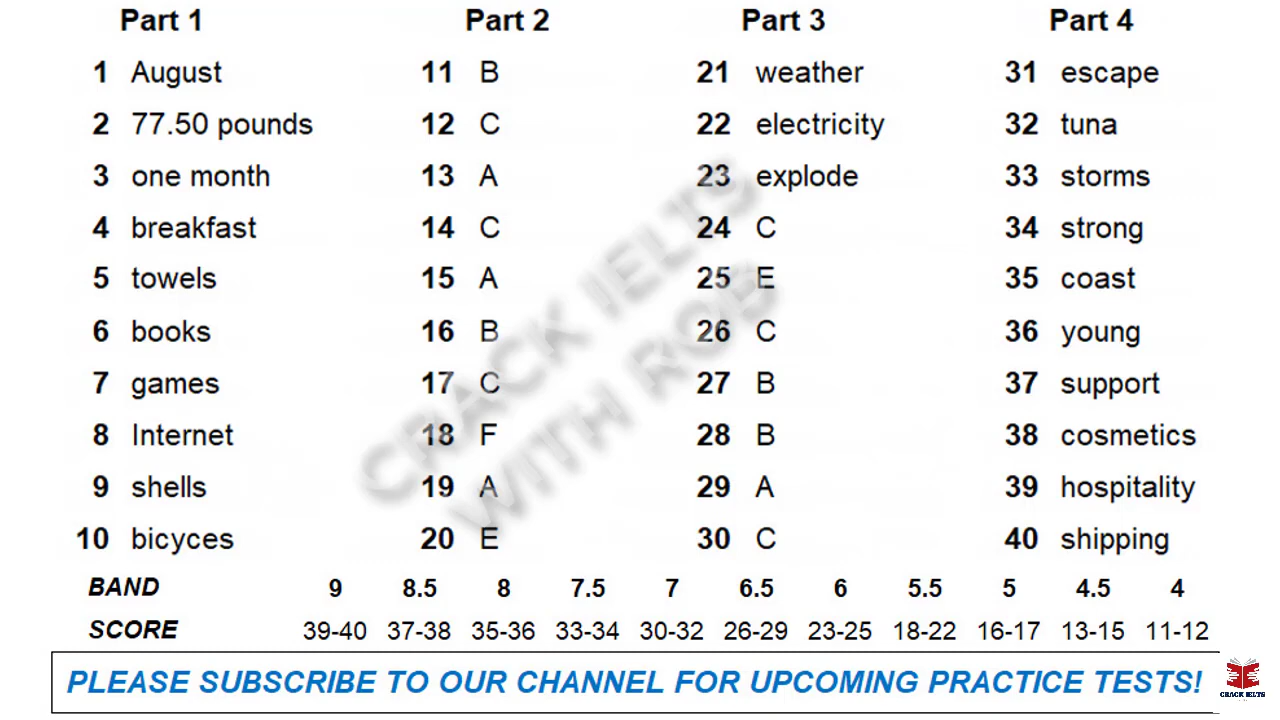 Part 1 Part 2 Part 3 Part 4
1 August 11 B 21 weather 31 escape
2 77.50 pounds 12 C 22 electricity 32 tuna
3 one month 13 A 23 explode 33 storms
4 breakfast 14 C 24 C 34 strong
5 towels 15 A 25 E 35 coast
6 books 16 B 26 C 36 young
7 games 17 C 27 B 37 support
8 Internet 18 F 28 B 38 cosmetics
9 shells 19 A 29 A 39 hospitality
10 bicyces 20 E 30 C 40 shipping
CRACK IELTS
WITH ROB
BAND 9 8.5 8 7.5 7 6.5 6 5.5 5 4.5 4
SCORE 39-40 37-38 35-36 33-34 30-32 26-29 23-25 18-22 16-17 13-15 11-12
PLEASE SUBSCRIBE TO OUR CHANNEL FOR UPCOMING PRACTICE TESTS!
CRACK IELTS